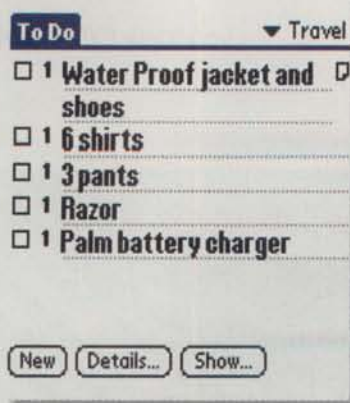 To Do Travel
1 Water Proof jacket and
shoes
1 6 shirts
1 3 pants
1 Razor
1 Palm battery charger
New Details... Show...